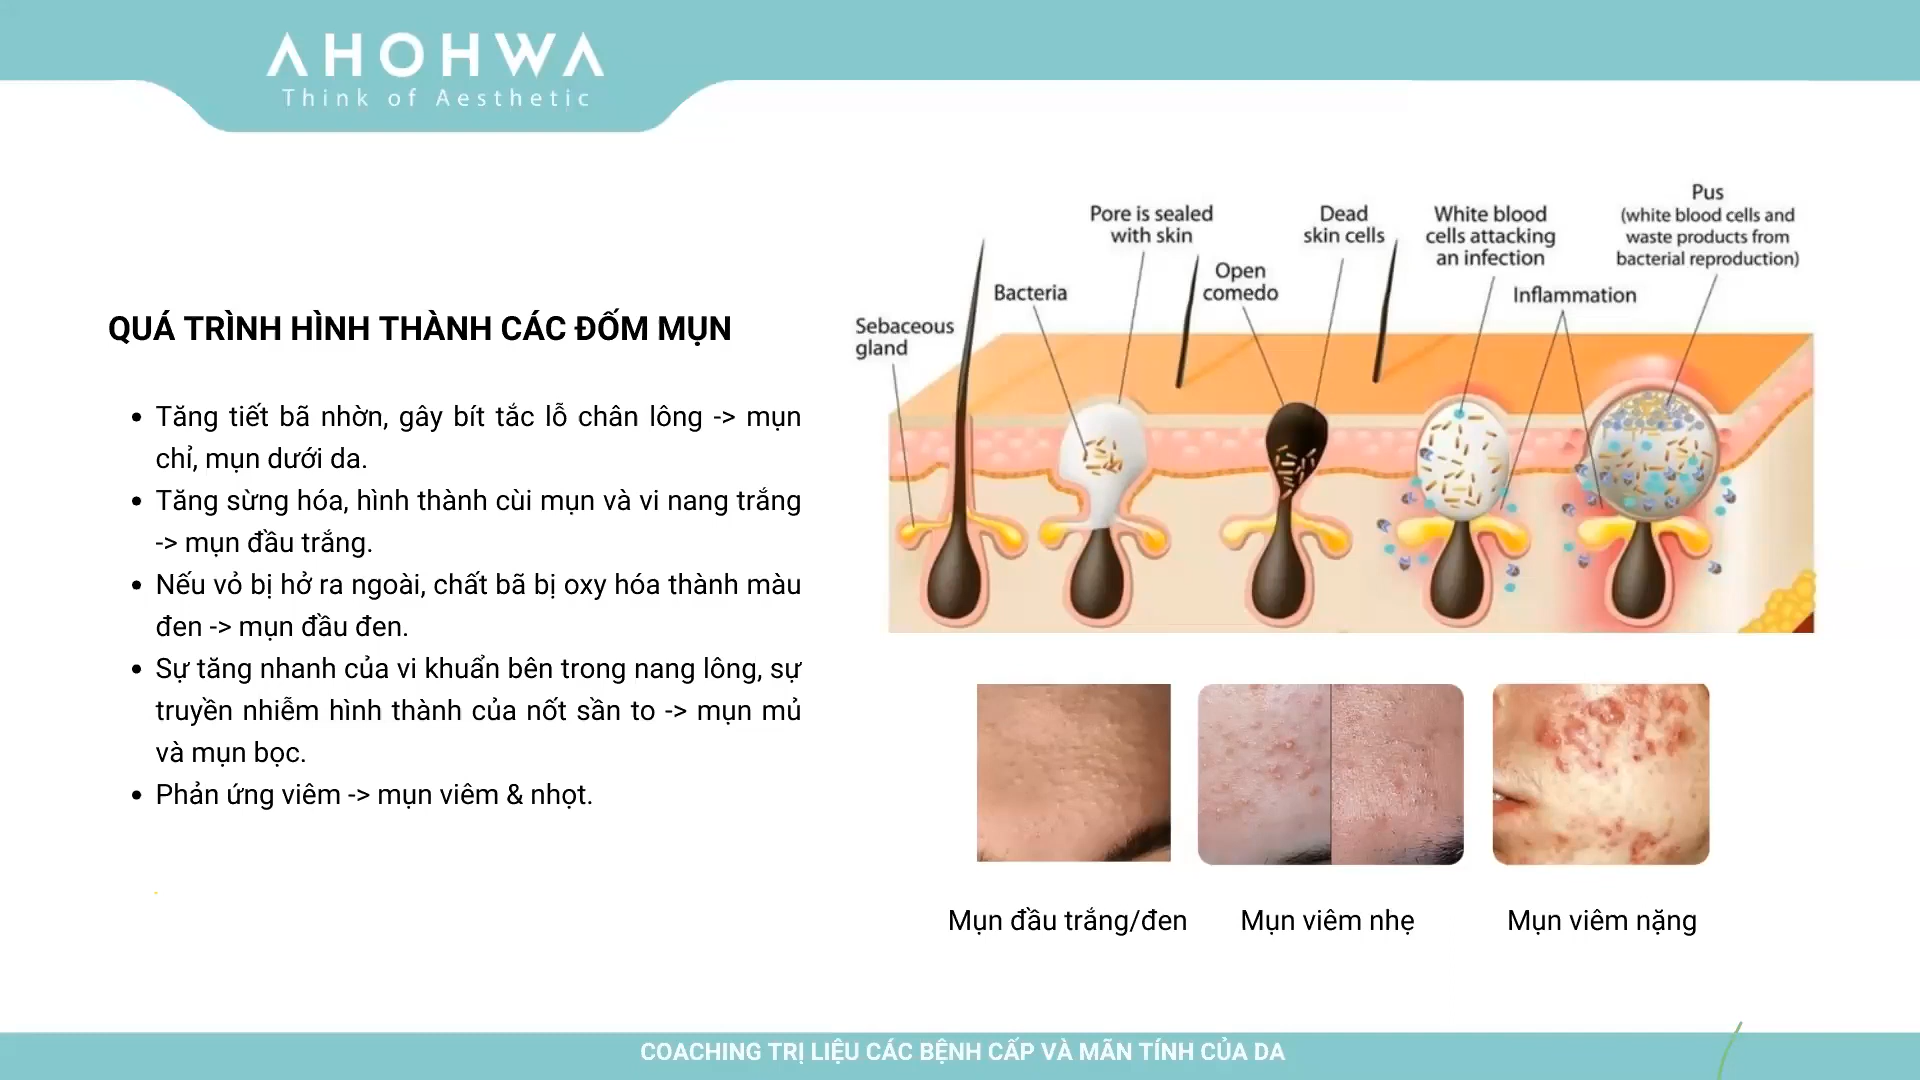 AHOHWA
Think of Aesthetic
QUÁ TRÌNH HÌNH THÀNH CÁC ĐỐM MỤN
Tăng tiết bã nhờn, gây bít tắc lỗ chân lông -> mụn
chỉ, mụn dưới da.
Tăng sừng hóa, hình thành cùi mụn và vi nang trắng
-> mụn đầu trắng.
Nếu vỏ bị hở ra ngoài, chất bã bị oxy hóa thành màu
đen -> mụn đầu đen.
Sự tăng nhanh của vi khuẩn bên trong nang lông, sự
truyền nhiễm hình thành của nốt sần to -> mụn mủ
và mụn bọc.
Phản ứng viêm -> mụn viêm & nhọt.
Sebaceous
gland
Bacteria
Pore is sealed
with skin
Open
comedo
Dead
skin cells
White blood
cells attacking
an infection
Inflammation
Pus
(white blood cells and
waste products from
bacterial reproduction)
Mụn đầu trắng/đen
Mụn viêm nhẹ
Mụn viêm nặng
COACHING TRỊ LIỆU CÁC BỆNH CẤP VÀ MÃN TÍNH CỦA DA